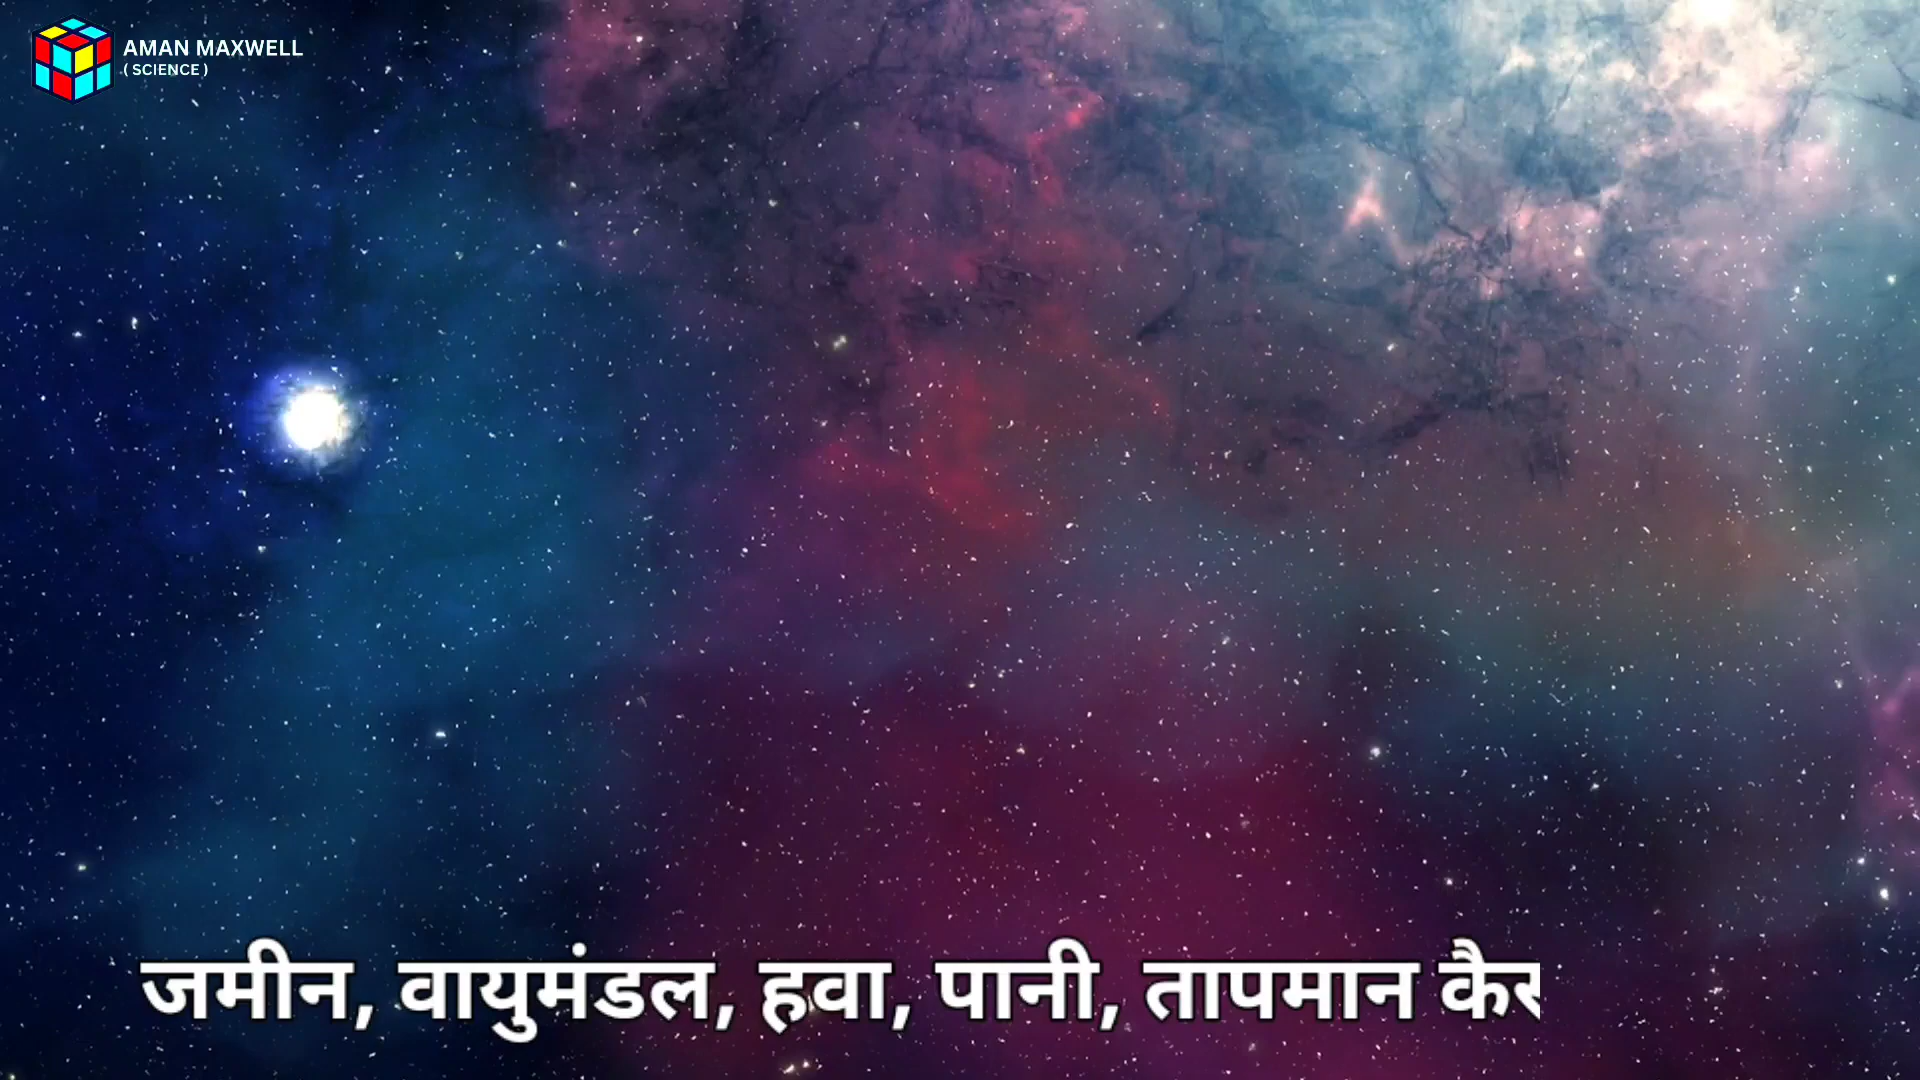 AMAN MAXWELL
( SCIENCE )
जमीन, वायुमंडल, हवा, पानी, तापमान